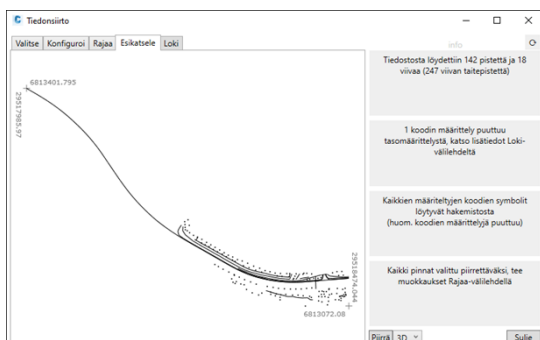 Tiedonsiirto
Valitse Konfiguroi Rajaa Esikatsele Loki
info
6813401.795
29517985.97
29518474.044
6813072.08
Tiedostosta löydettiin 142 pistettä ja 18
viivaa (247 viivan taitepistettä)
1 koodin määrittely puuttuu
tasomäärittelystä, katso lisätiedot Loki-
välilehdeltä
Kaikkien määriteltyjen koodien symbolit
löytyvät hakemistosta
(huom. koodien määrittelyjä puuttuu)
Kaikki pinnat valittu piirrettäväksi, tee
muokkaukset Rajaa-välilehdellä
Piirrä 3D Sulje